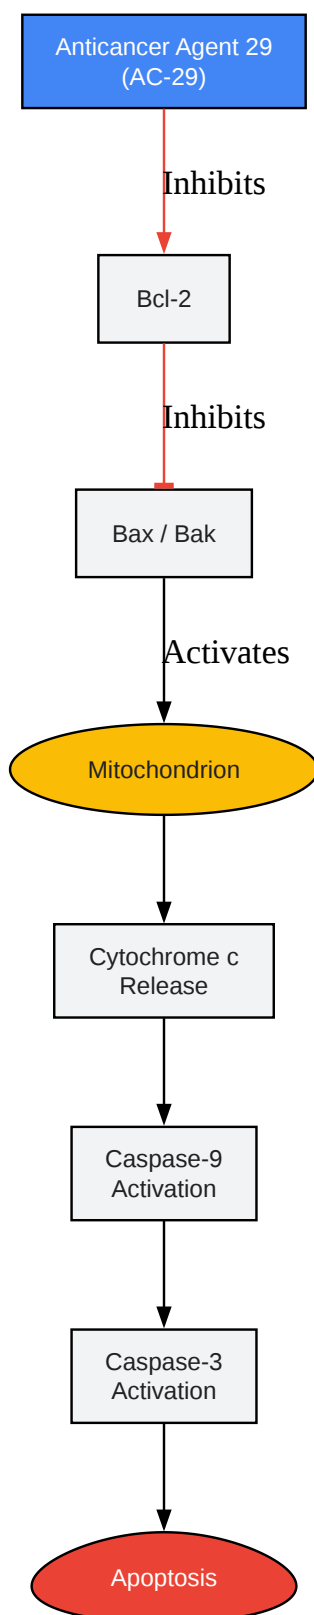 Anticancer Agent 29
(AC-29)
Inhibits
Bcl-2
Inhibits
Bax / Bak
Activates
Mitochondrion
Cytochrome c
Release
Caspase-9
Activation
Caspase-3
Activation
Apoptosis